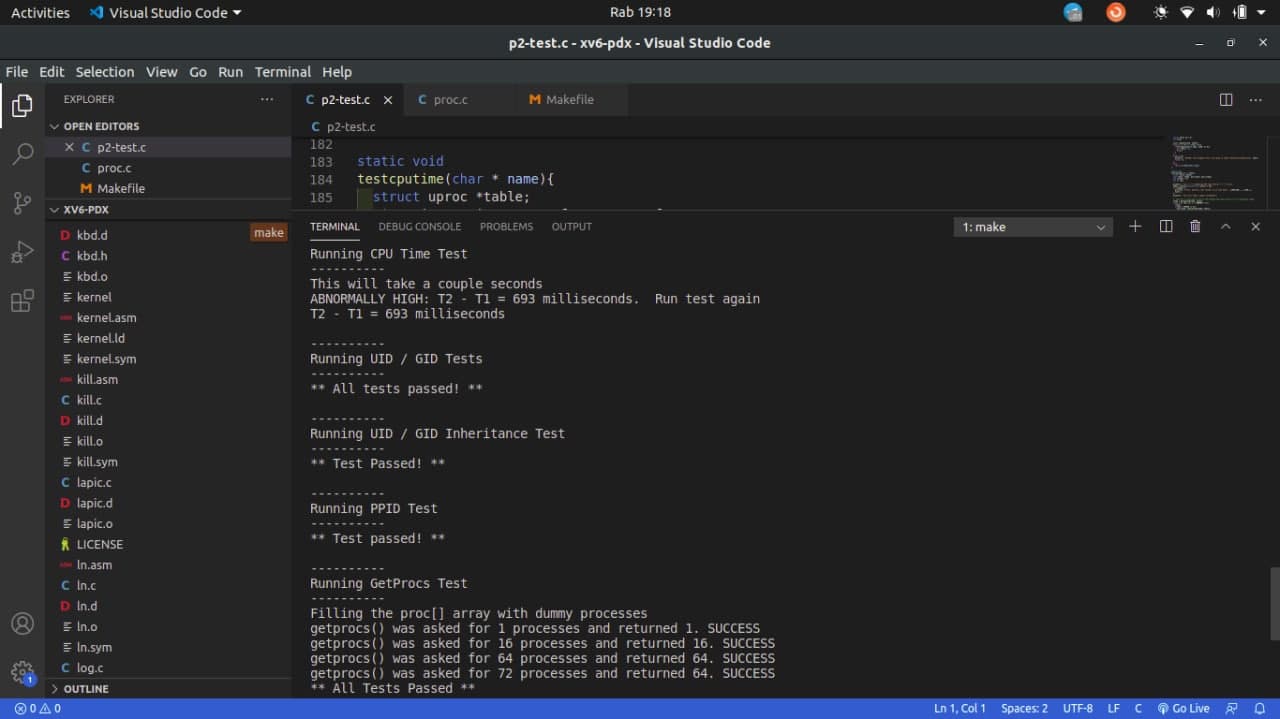 Activities Visual Studio Code Rab 19:18
p2-test.c - xv6-pdx - Visual Studio Code
File Edit Selection View Go Run Terminal Help
EXPLORER
OPEN EDITORS
p2-test.c
proc.c
Makefile
XV6-PDX
kbd.d
make
kbd.h
kbd.o
kernel
kernel.asm
kernel.ld
kernel.sym
kill.asm
kill.c
kill.d
kill.o
kill.sym
lapic.c
lapic.d
lapic.o
LICENSE
ln.asm
ln.c
ln.d
ln.o
ln.sym
log.c
OUTLINE
p2-test.c proc.c Makefile
p2-test.c
182
183 static void
184 testcputime(char * name){
185 struct uproc *table;
TERMINAL DEBUG CONSOLE PROBLEMS OUTPUT 1: make
Running CPU Time Test
----------
This will take a couple seconds
ABNORMALLY HIGH: T2 - T1 = 693 milliseconds.  Run test again
T2 - T1 = 693 milliseconds
----------
Running UID / GID Tests
----------
** All tests passed! **
----------
Running UID / GID Inheritance Test
----------
** Test Passed! **
----------
Running PPID Test
----------
** Test passed! **
----------
Running GetProcs Test
----------
Filling the proc[] array with dummy processes
getprocs() was asked for 1 processes and returned 1. SUCCESS
getprocs() was asked for 16 processes and returned 16. SUCCESS
getprocs() was asked for 64 processes and returned 64. SUCCESS
getprocs() was asked for 72 processes and returned 64. SUCCESS
** All Tests Passed **
1
0 0 Ln 1, Col 1 Spaces: 2 UTF-8 LF C Go Live